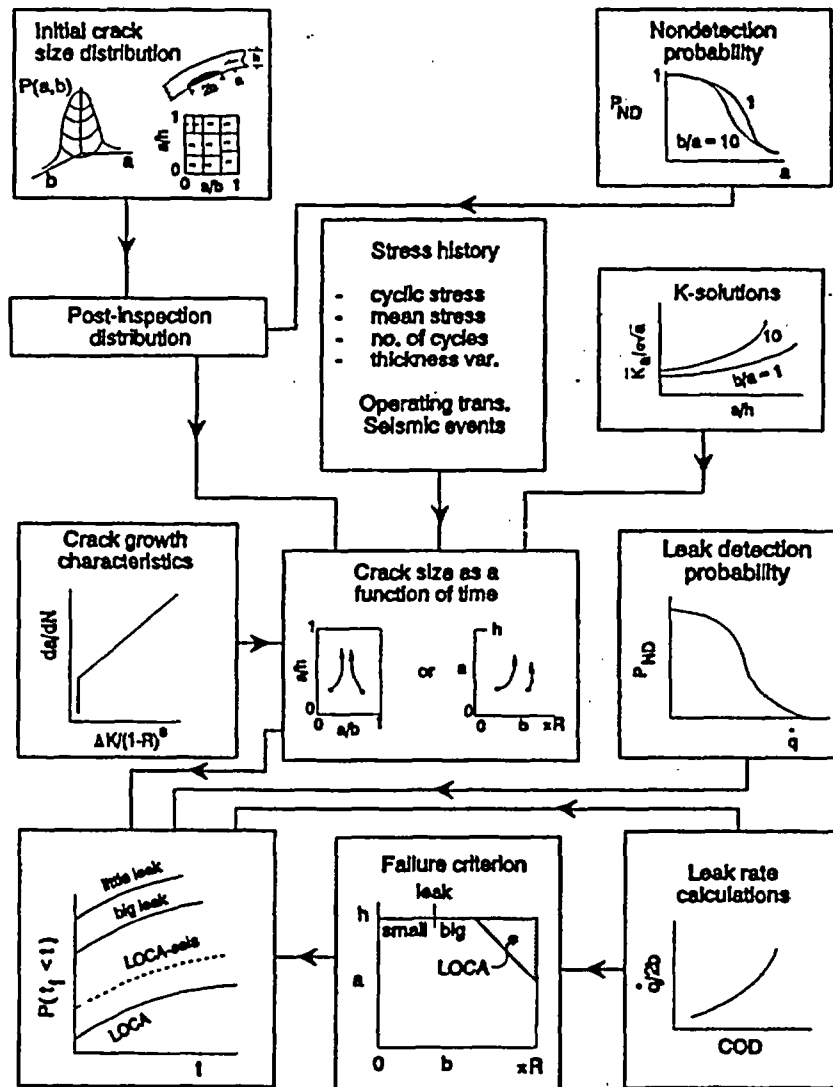 Initial crack
size distribution
P(a,b)
h
2b
a
a
b
a/h
1
0
0 a/b 1
Nondetection
probability
1
P_ND
1
b/a = 10
a
Stress history
- cyclic stress
- mean stress
- no. of cycles
- thickness var.
Operating trans.
Seismic events
Post-inspection
distribution
K-solutions
10
b/a = 1
a/h
Crack growth
characteristics
da/dN
Crack size as a
function of time
1
a/h
0
0 a/b 1
or
h
a
0
0 b πR
Leak detection
probability
P_ND
q̇
little leak
big leak
LOCA-seis
LOCA
P(t_f < t)
t
Failure criterion
leak
h
small big
LOCA
a
0 b πR
Leak rate
calculations
q̇/2b
COD